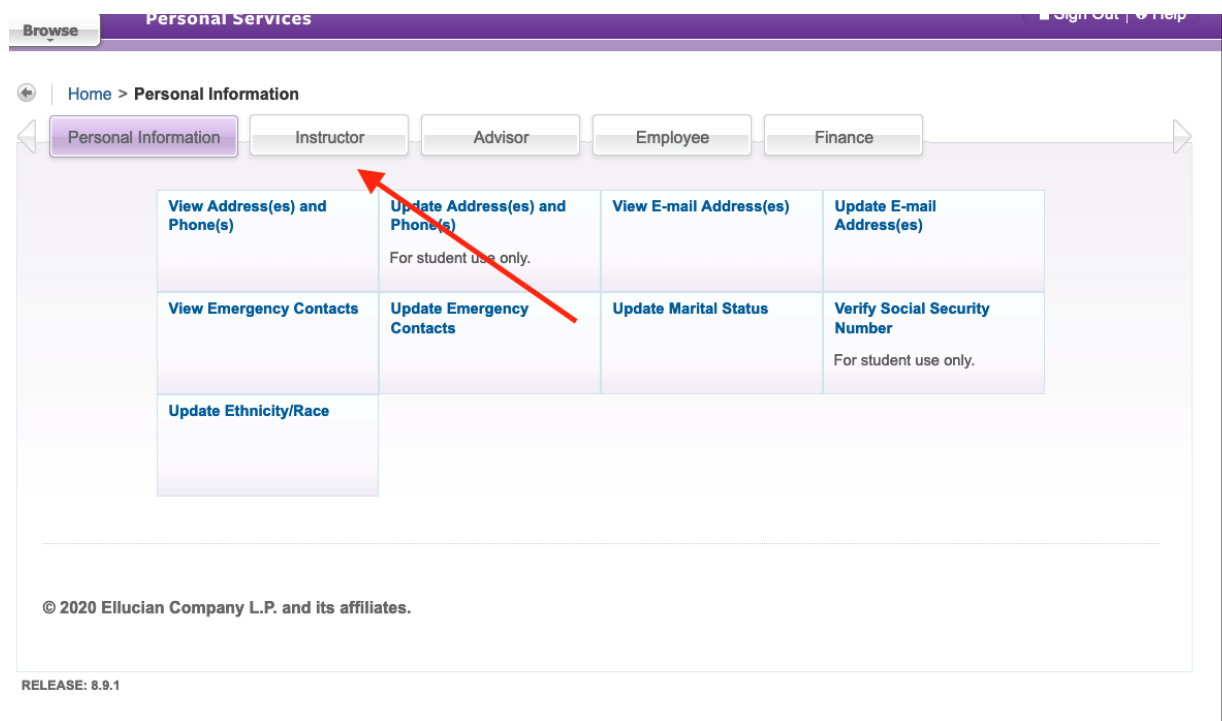 Personal Services
Sign Out | Help
Browse
Home > Personal Information
Personal Information Instructor Advisor Employee Finance
View Address(es) and Update Address(es) and View E-mail Address(es) Update E-mail
Phone(s) Phone(s) Address(es)
For student use only.
View Emergency Contacts Update Emergency Update Marital Status Verify Social Security
Contacts Number
For student use only.
Update Ethnicity/Race
© 2020 Ellucian Company L.P. and its affiliates.
RELEASE: 8.9.1